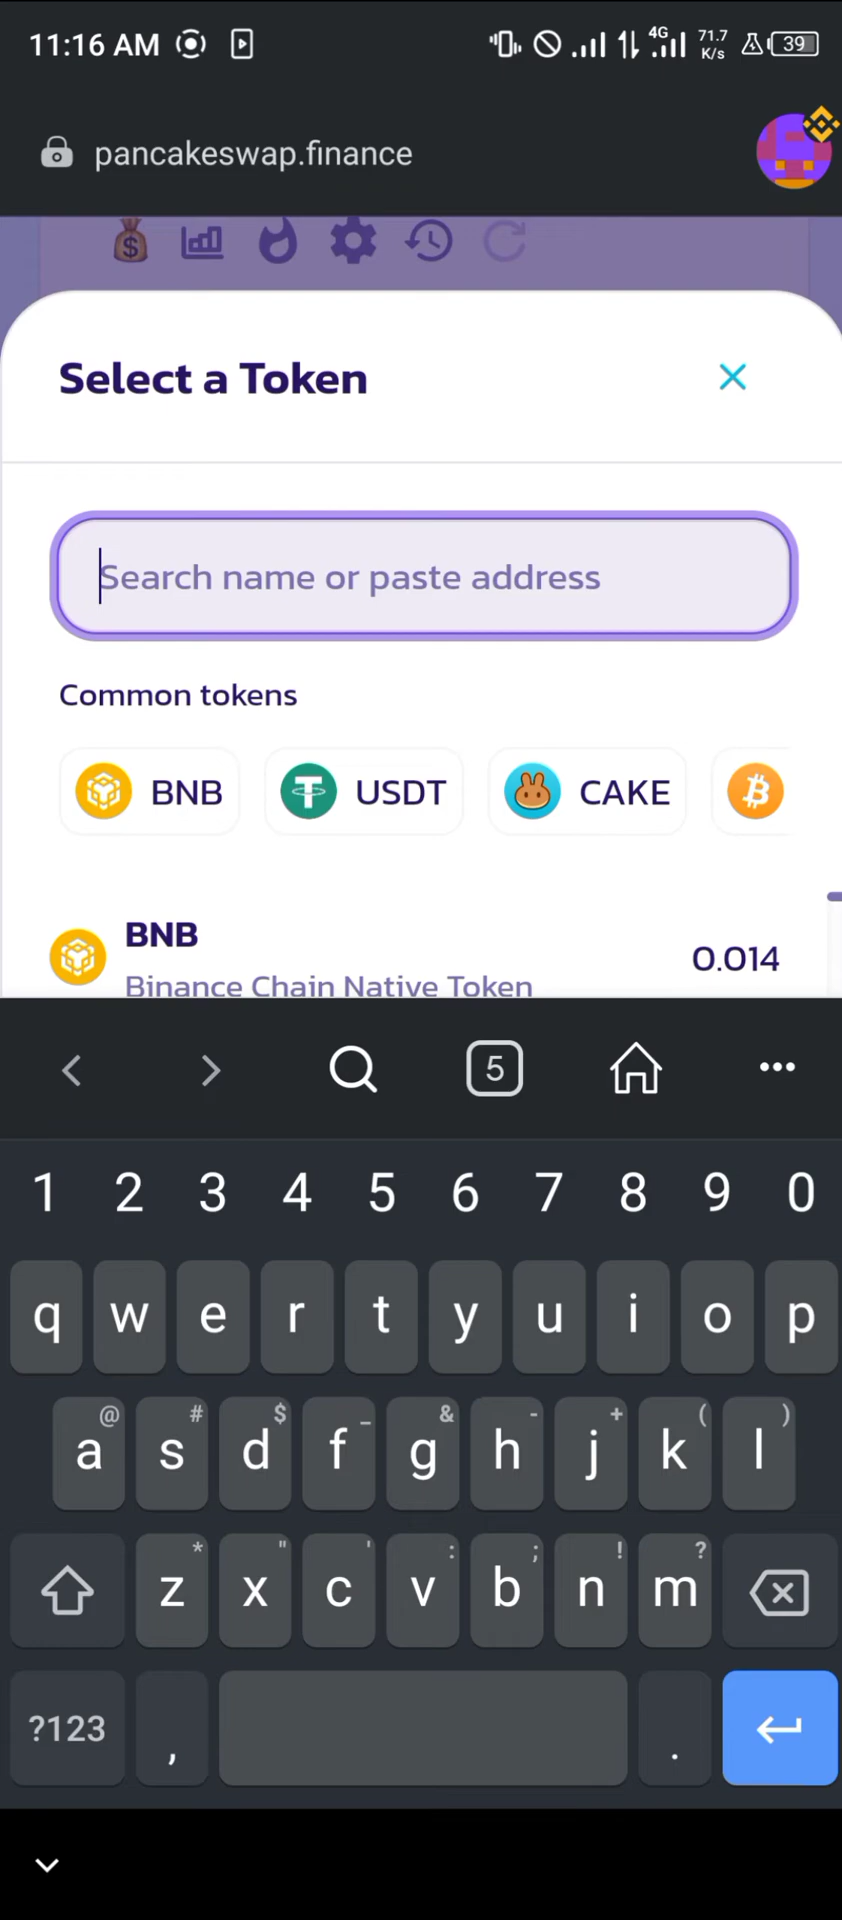 11:16 AM
4G
71.7
K/s
39
pancakeswap.finance
Select a Token
Search name or paste address
Common tokens
BNB
USDT
CAKE
BNB
0.014
Binance Chain Native Token
5
1 2 3 4 5 6 7 8 9 0
q w e r t y u i o p
@ # $ _ & - + ( )
a s d f g h j k l
* " ' : ; ! ?
z x c v b n m
?123 , .